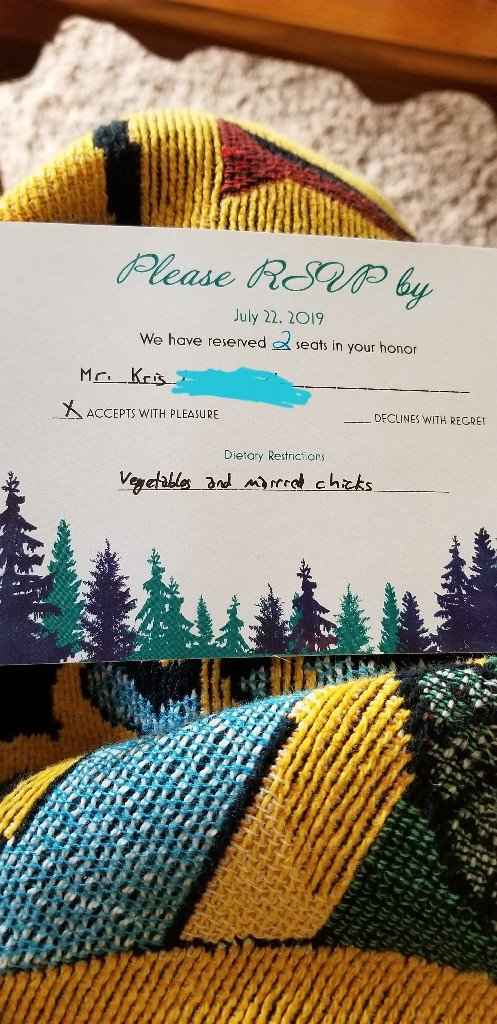 Please RSVP by
July 22, 2019
We have reserved 2 seats in your honor
Mr. Kris
X ACCEPTS WITH PLEASURE
DECLINES WITH REGRET
Dietary Restrictions
Vegetables and marrred chicks